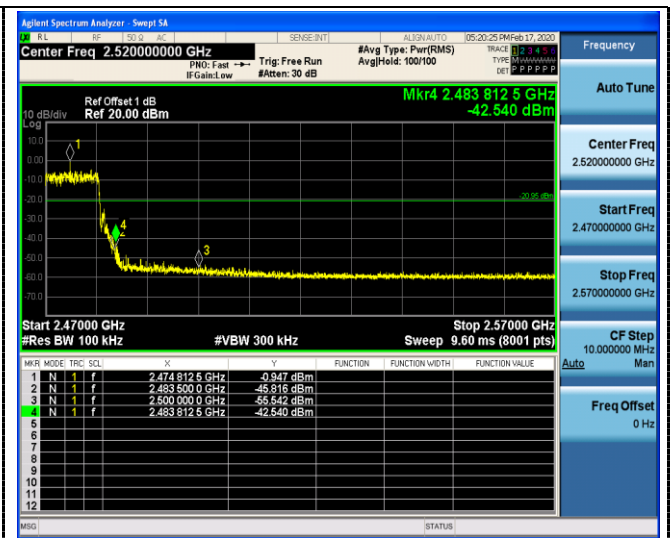 Agilent Spectrum Analyzer - Swept SA
RL RF 50 Ω AC SENSE:INT ALIGN AUTO 05:20:25 PM Feb 17, 2020
Center Freq 2.520000000 GHz
PNO: Fast
IFGain:Low
Trig: Free Run
#Atten: 30 dB
#Avg Type: Pwr(RMS)
Avg|Hold: 100/100
TRACE 1 2 3 4 5 6
TYPE MWWWWW
DET P P P P P P
Frequency
Auto Tune
Center Freq
2.520000000 GHz
Start Freq
2.470000000 GHz
Stop Freq
2.570000000 GHz
CF Step
10.000000 MHz
Auto Man
Freq Offset
0 Hz
Mkr4 2.483 812 5 GHz
-42.540 dBm
Ref Offset 1 dB
10 dB/div Ref 20.00 dBm
Log
10.0
0.00
-10.0
-20.0
-30.0
-40.0
-50.0
-60.0
-70.0
1
4
2
3
-20.95 dBm
Start 2.47000 GHz Stop 2.57000 GHz
#Res BW 100 kHz #VBW 300 kHz Sweep 9.60 ms (8001 pts)
MKR MODE TRC SCL X Y FUNCTION FUNCTION WIDTH FUNCTION VALUE
1 N 1 f 2.474 812 5 GHz -0.947 dBm
2 N 1 f 2.483 500 0 GHz -45.816 dBm
3 N 1 f 2.500 000 0 GHz -55.542 dBm
4 N 1 f 2.483 812 5 GHz -42.540 dBm
5
6
7
8
9
10
11
12
MSG STATUS